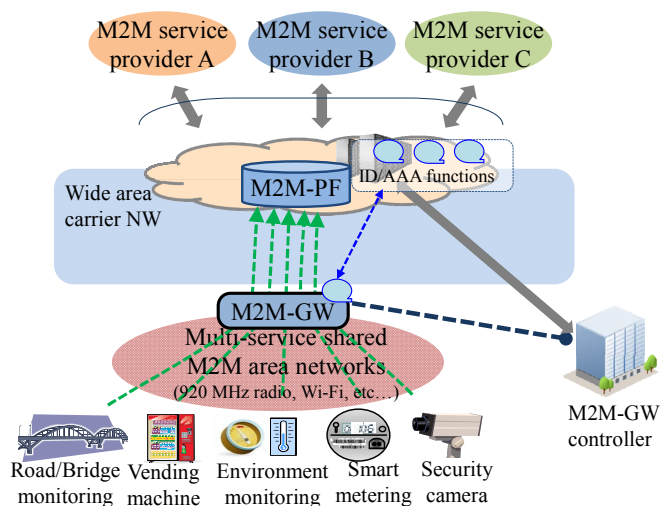 M2M service
provider A
M2M service
provider B
M2M service
provider C
ID/AAA functions
M2M-PF
Wide area
carrier NW
M2M-GW
Multi-service shared
M2M area networks
(920 MHz radio, Wi-Fi, etc…)
M2M-GW
controller
Road/Bridge
monitoring
Vending
machine
Environment
monitoring
Smart
metering
Security
camera